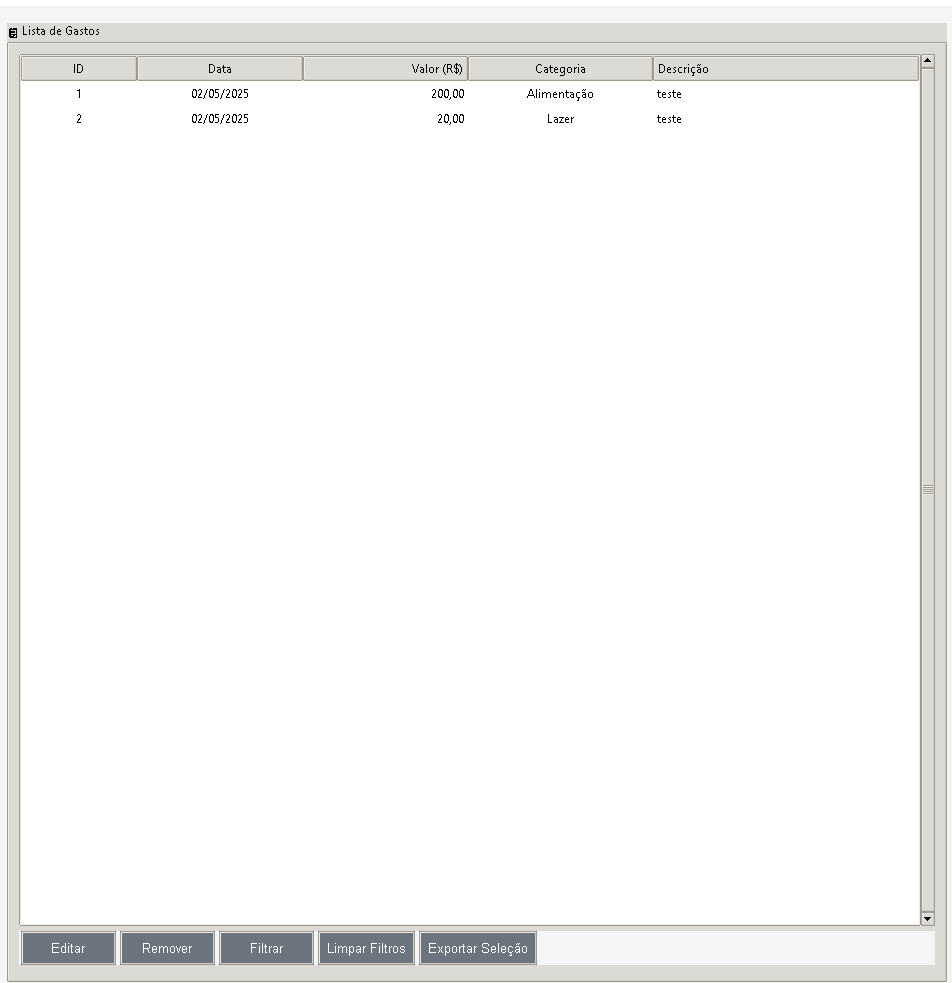 Lista de Gastos
ID Data Valor (R$) Categoria Descrição
1 02/05/2025 200,00 Alimentação teste
2 02/05/2025 20,00 Lazer teste
Editar Remover Filtrar Limpar Filtros Exportar Seleção